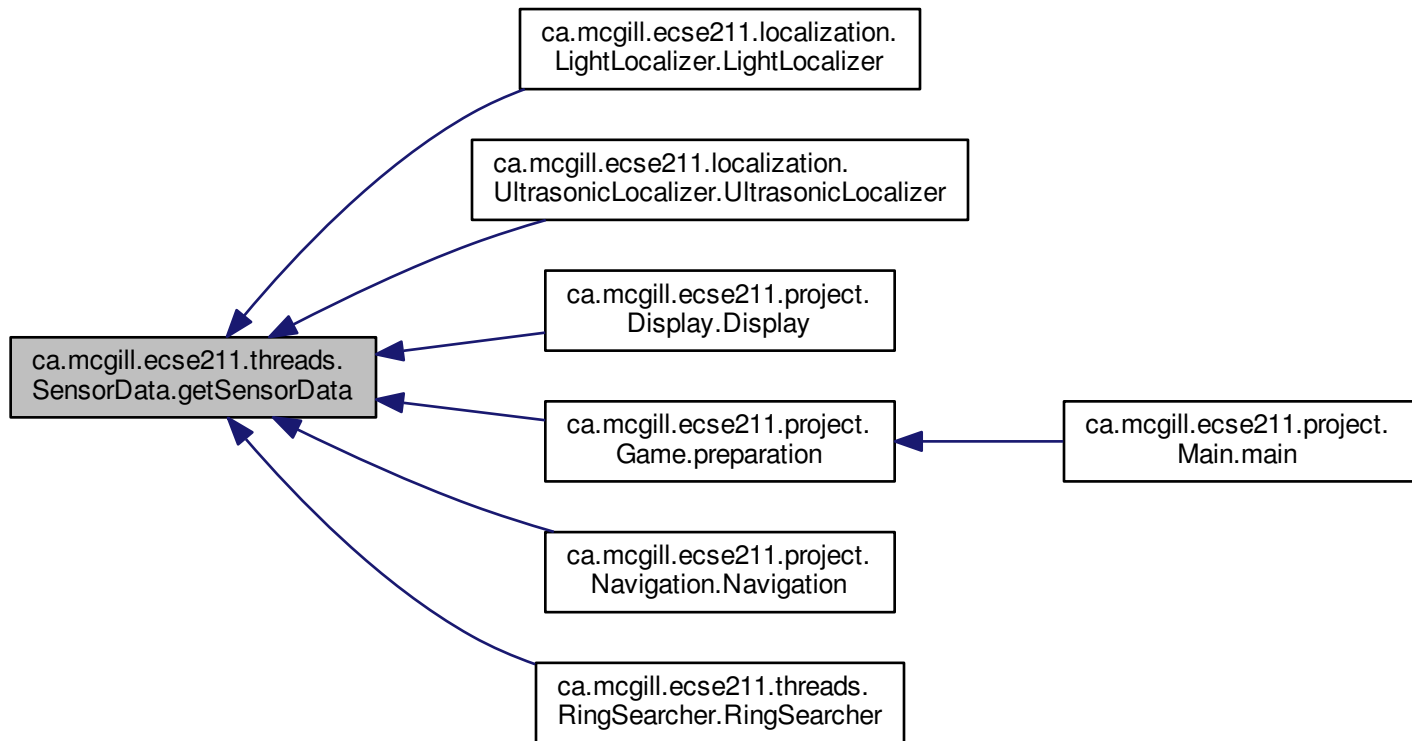 ca.mcgill.ecse211.localization.
LightLocalizer.LightLocalizer
ca.mcgill.ecse211.localization.
UltrasonicLocalizer.UltrasonicLocalizer
ca.mcgill.ecse211.project.
Display.Display
ca.mcgill.ecse211.threads.
SensorData.getSensorData
ca.mcgill.ecse211.project.
Game.preparation
ca.mcgill.ecse211.project.
Main.main
ca.mcgill.ecse211.project.
Navigation.Navigation
ca.mcgill.ecse211.threads.
RingSearcher.RingSearcher